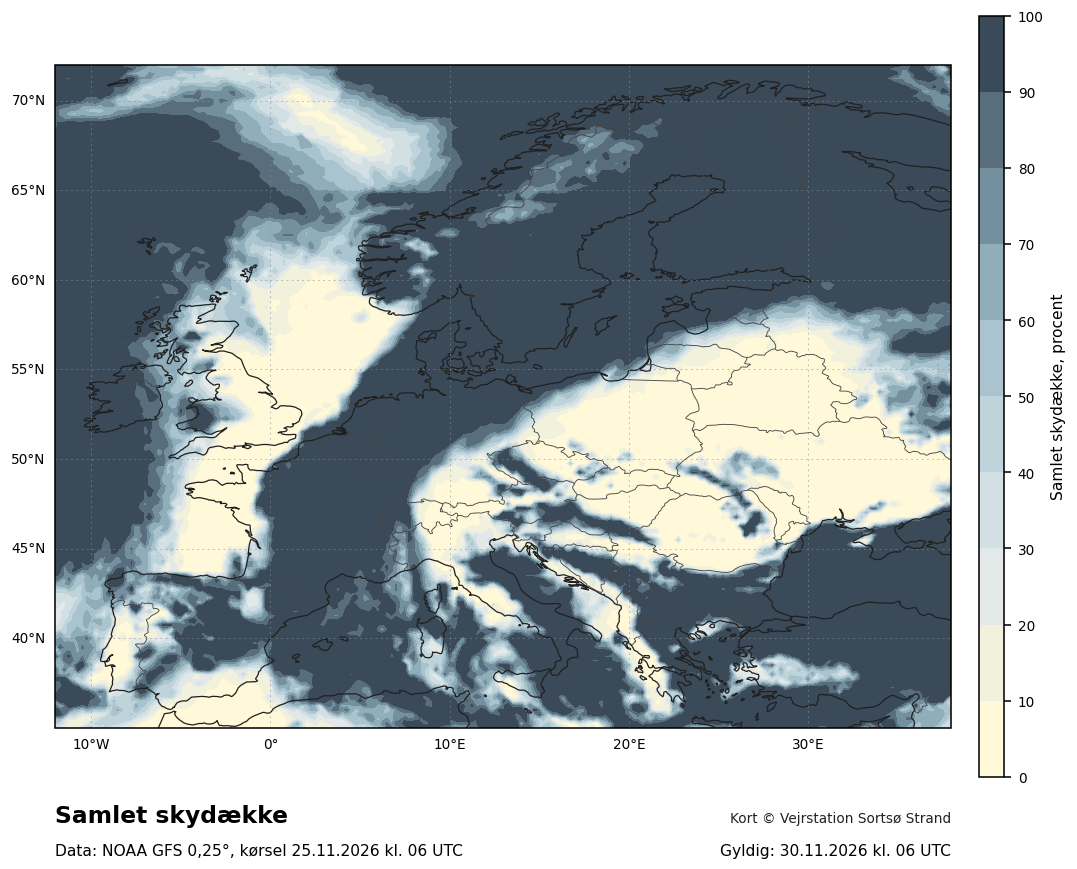 100
90
80
70
60
50
40
30
20
10
0
Samlet skydække, procent
70°N
65°N
60°N
55°N
50°N
45°N
40°N
10°W
0°
10°E
20°E
30°E
Samlet skydække
Kort © Vejrstation Sortsø Strand
Data: NOAA GFS 0,25°, kørsel 25.11.2026 kl. 06 UTC
Gyldig: 30.11.2026 kl. 06 UTC